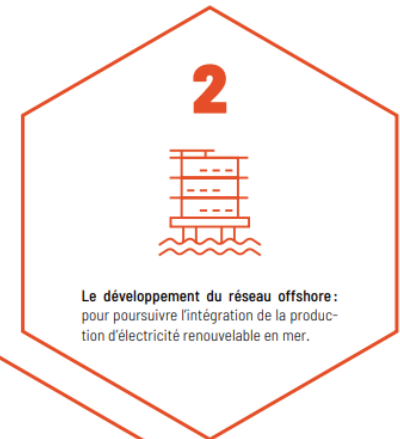 2
Le développement du réseau offshore :
pour poursuivre l'intégration de la produc-
tion d'électricité renouvelable en mer.